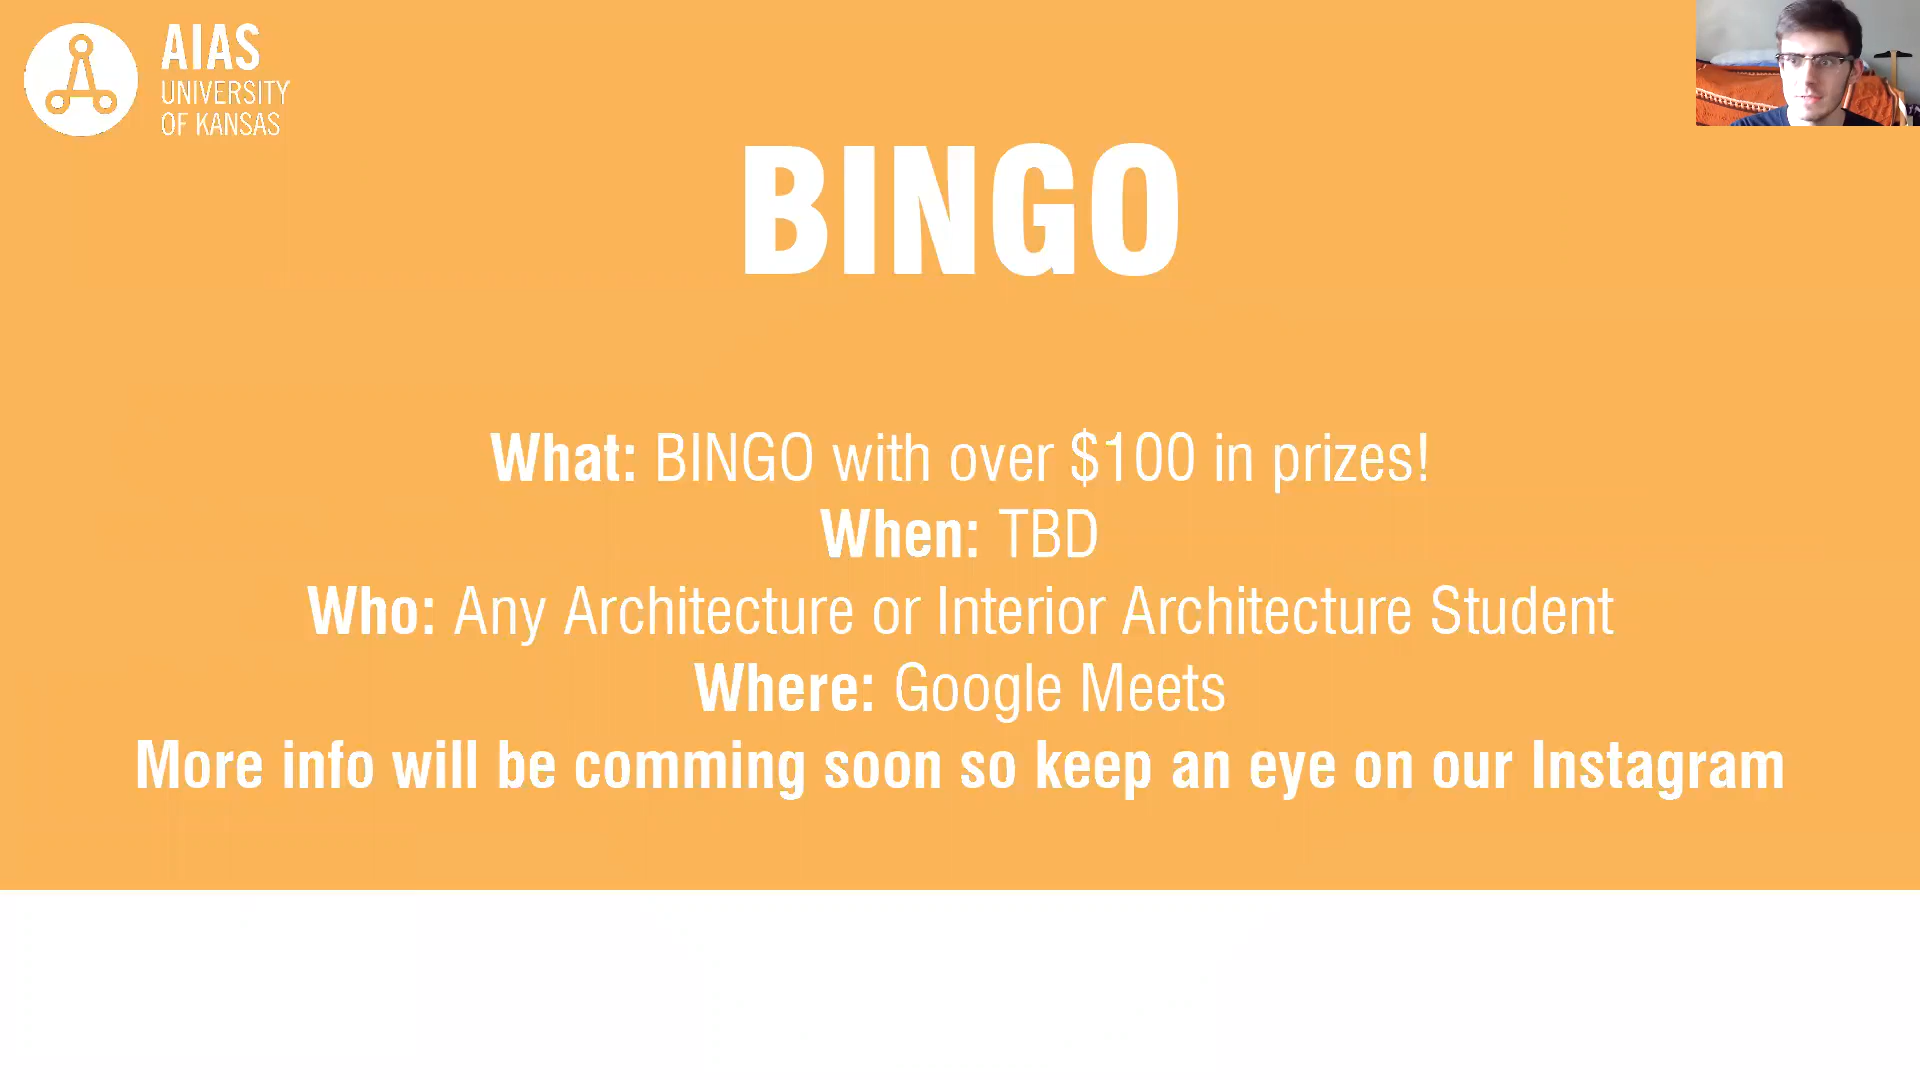 AIAS
UNIVERSITY
OF KANSAS
BINGO
What: BINGO with over $100 in prizes!
When: TBD
Who: Any Architecture or Interior Architecture Student
Where: Google Meets
More info will be comming soon so keep an eye on our Instagram